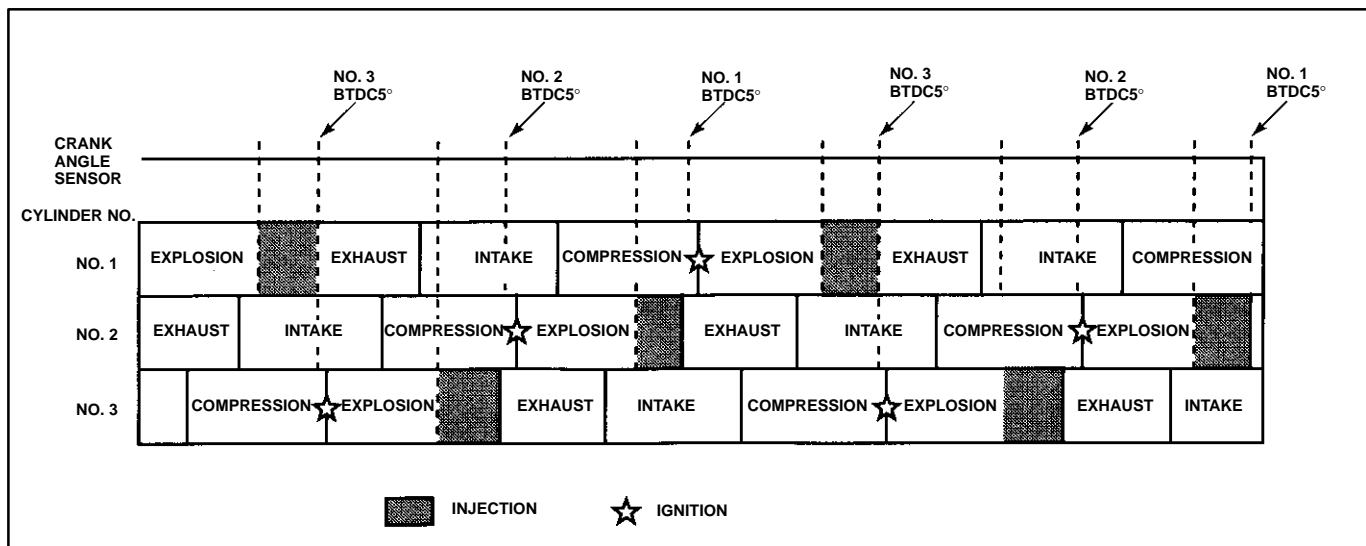 NO. 3
BTDC5°
NO. 2
BTDC5°
NO. 1
BTDC5°
NO. 3
BTDC5°
NO. 2
BTDC5°
NO. 1
BTDC5°
CRANK
ANGLE
SENSOR
CYLINDER NO.
NO. 1
EXPLOSION EXHAUST INTAKE COMPRESSION EXPLOSION EXHAUST INTAKE COMPRESSION
NO. 2
EXHAUST INTAKE COMPRESSION EXPLOSION EXHAUST INTAKE COMPRESSION EXPLOSION
NO. 3
COMPRESSION EXPLOSION EXHAUST INTAKE COMPRESSION EXPLOSION EXHAUST INTAKE
INJECTION
IGNITION